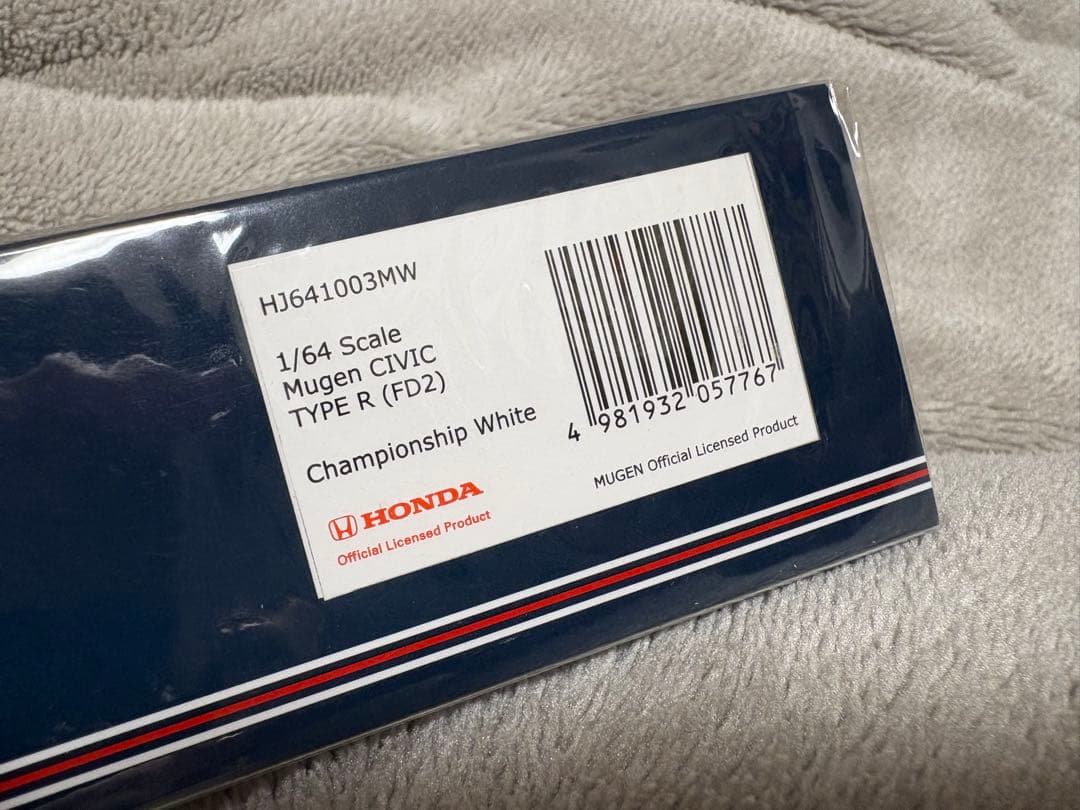 HJ641003MW
1/64 Scale
Mugen CIVIC
TYPE R (FD2)
Championship White
HONDA
Official Licensed Product
4 981932 057767
MUGEN Official Licensed Product